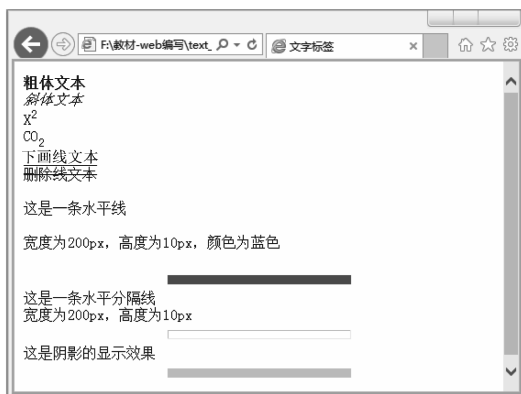 F:\教材-web编写\text_
文字标签
粗体文本
斜体文本
X²
CO₂
下画线文本
删除线文本
这是一条水平线
宽度为200px，高度为10px，颜色为蓝色
这是一条水平分隔线
宽度为200px，高度为10px
这是阴影的显示效果